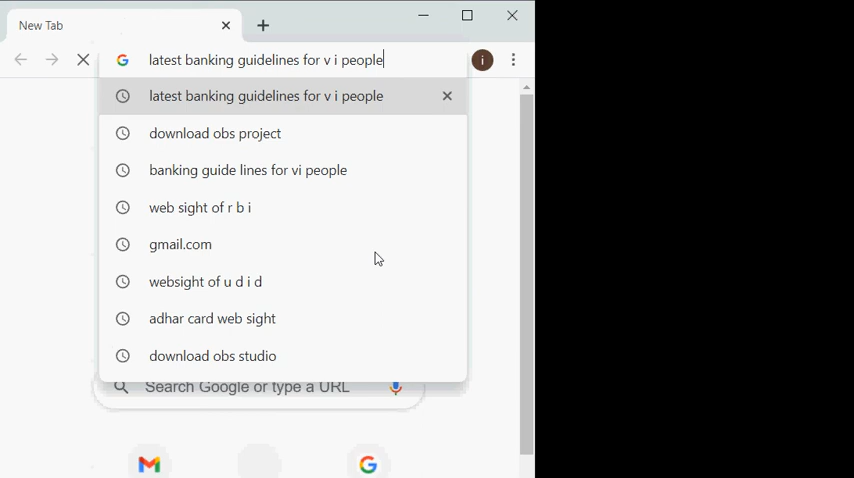 New Tab
latest banking guidelines for v i people
i
latest banking guidelines for v i people
download obs project
banking guide lines for vi people
web sight of r b i
gmail.com
websight of u d i d
adhar card web sight
download obs studio
Search Google or type a URL